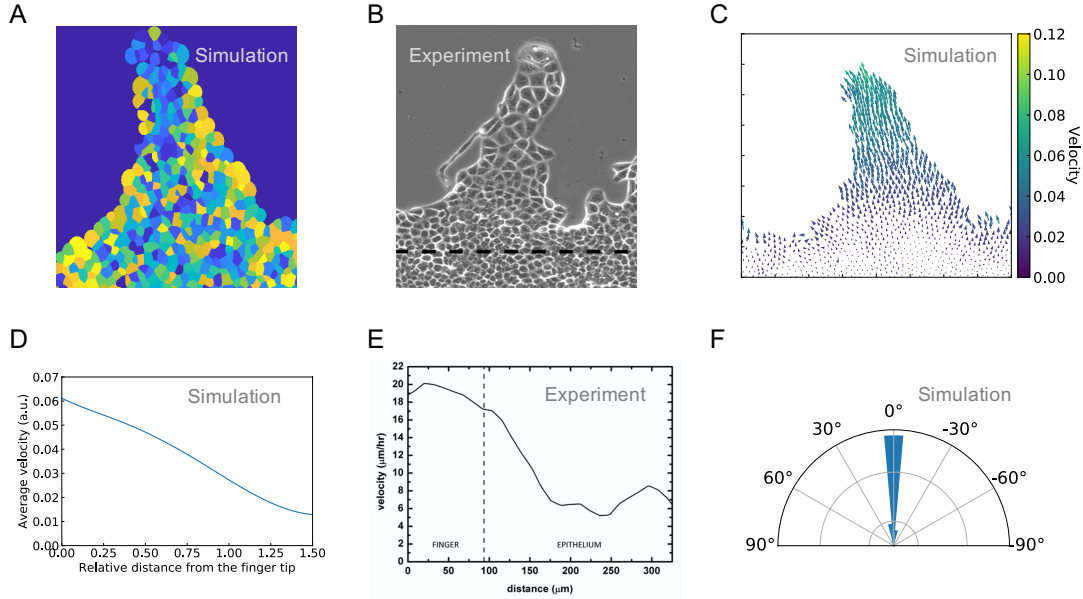 A
Simulation
B
Experiment
C
Simulation
0.12
0.10
0.08
0.06
0.04
0.02
0.00
Velocity
D
Simulation
0.07
0.06
0.05
0.04
0.03
0.02
0.01
0.00
Average velocity (a.u.)
0.00 0.25 0.50 0.75 1.00 1.25 1.50
Relative distance from the finger tip
E
Experiment
22
20
18
16
14
12
10
8
6
4
2
0
velocity (μm/hr)
FINGER EPITHELIUM
0 50 100 150 200 250 300
distance (μm)
F
Simulation
0°
30° -30°
60° -60°
90° -90°